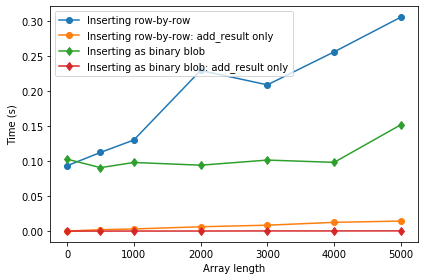 Inserting row-by-row
Inserting row-by-row: add_result only
Inserting as binary blob
Inserting as binary blob: add_result only
0.30
0.25
0.20
0.15
0.10
0.05
0.00
Time (s)
0 1000 2000 3000 4000 5000
Array length